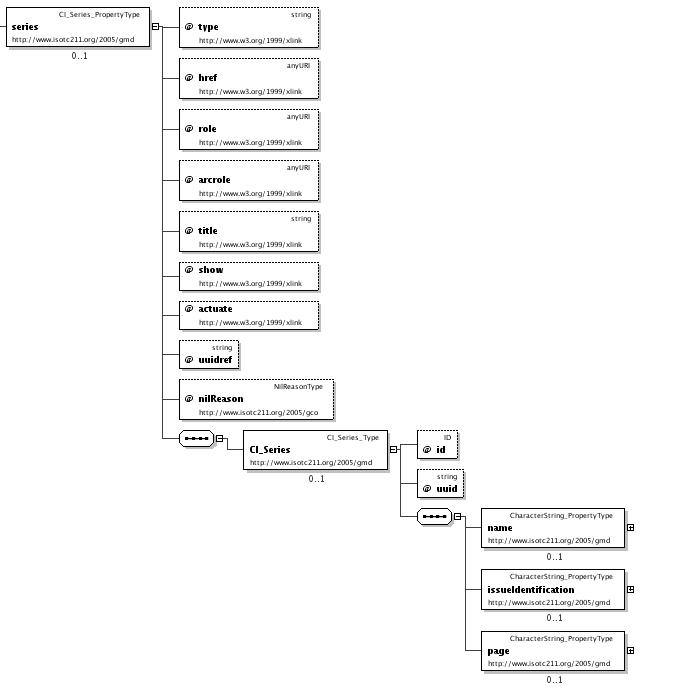 CI_Series_PropertyType
series
http://www.isotc211.org/2005/gmd
0..1
string
@ type
http://www.w3.org/1999/xlink
anyURI
@ href
http://www.w3.org/1999/xlink
anyURI
@ role
http://www.w3.org/1999/xlink
anyURI
@ arcrole
http://www.w3.org/1999/xlink
string
@ title
http://www.w3.org/1999/xlink
@ show
http://www.w3.org/1999/xlink
@ actuate
http://www.w3.org/1999/xlink
string
@ uuidref
NilReasonType
@ nilReason
http://www.isotc211.org/2005/gco
CI_Series_Type
CI_Series
http://www.isotc211.org/2005/gmd
0..1
ID
@ id
string
@ uuid
CharacterString_PropertyType
name
http://www.isotc211.org/2005/gmd
0..1
CharacterString_PropertyType
issueIdentification
http://www.isotc211.org/2005/gmd
0..1
CharacterString_PropertyType
page
http://www.isotc211.org/2005/gmd
0..1